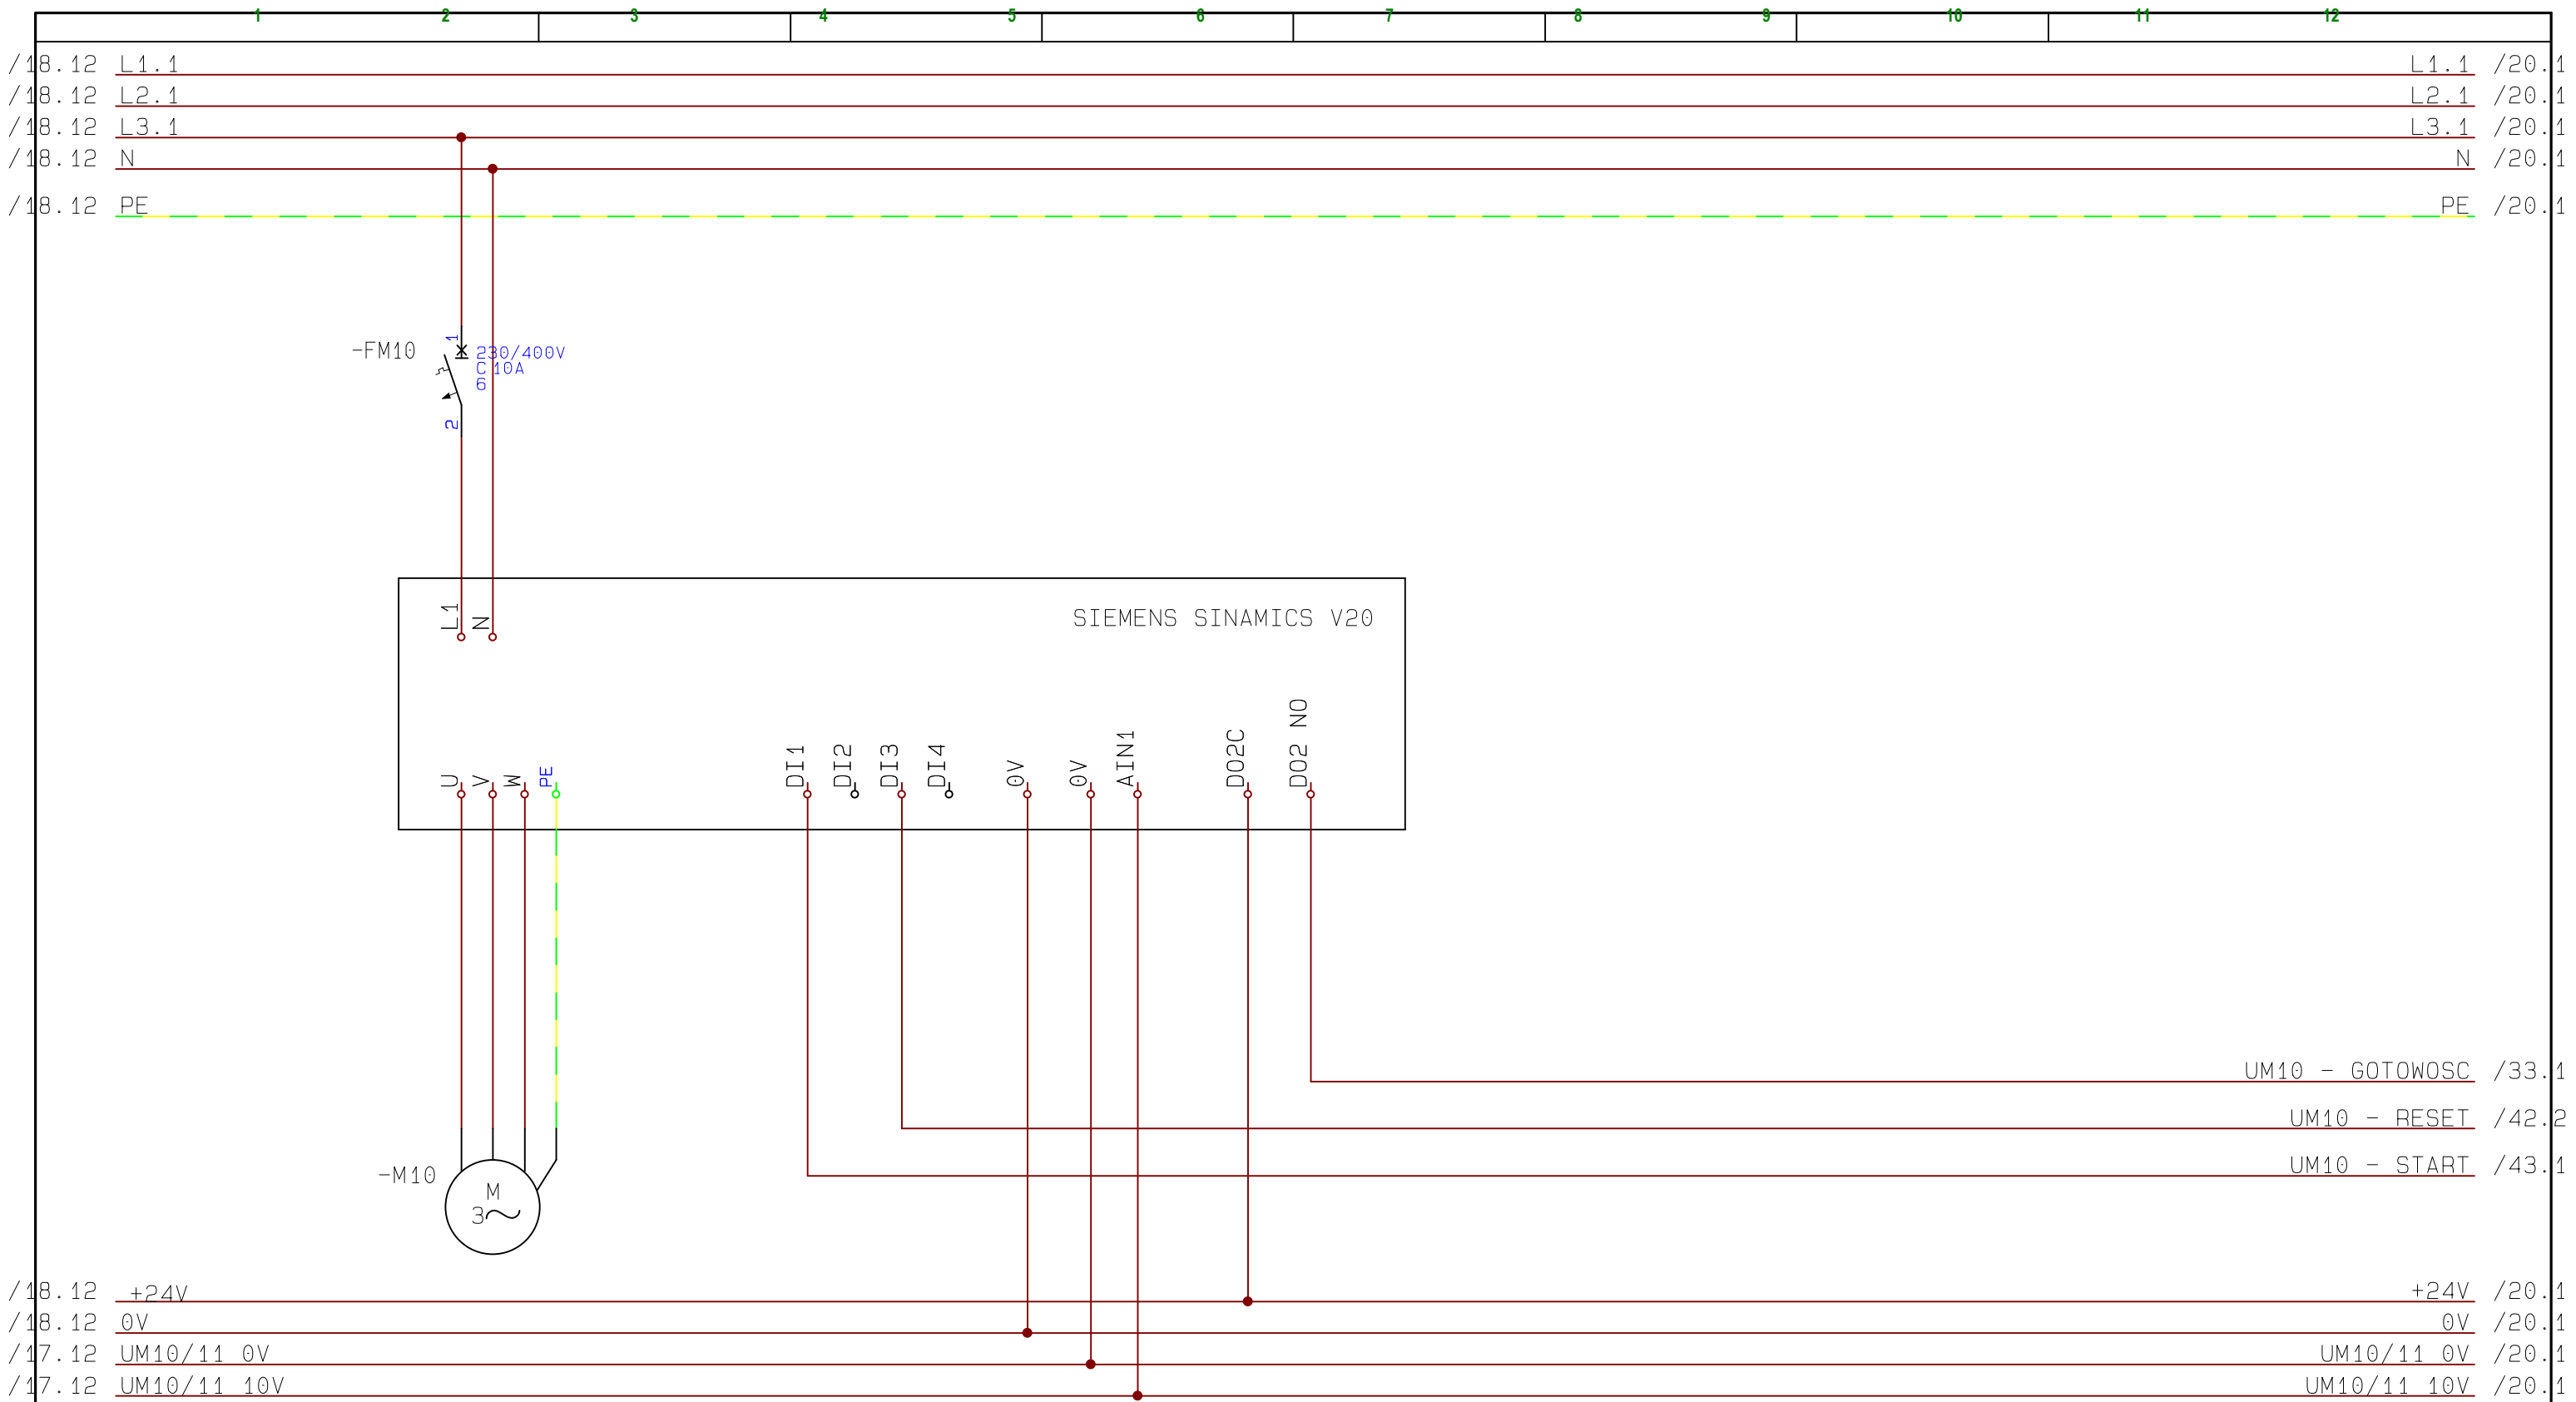 1 2 3 4 5 6 7 8 9 10 11 12
/18.12 L1.1 L1.1 /20.1
/18.12 L2.1 L2.1 /20.1
/18.12 L3.1 L3.1 /20.1
/18.12 N N /20.1
/18.12 PE PE /20.1
1
-FM10
230/400V
C 10A
6
2
L1 N
SIEMENS SINAMICS V20
U V W PE DI1 DI2 DI3 DI4 0V 0V AIN1 DO2C DO2 NO
UM10 - GOTOWOSC /33.1
UM10 - RESET /42.2
UM10 - START /43.1
-M10
M
3~
/18.12 +24V +24V /20.1
/18.12 0V 0V /20.1
/17.12 UM10/11 0V UM10/11 0V /20.1
/17.12 UM10/11 10V UM10/11 10V /20.1